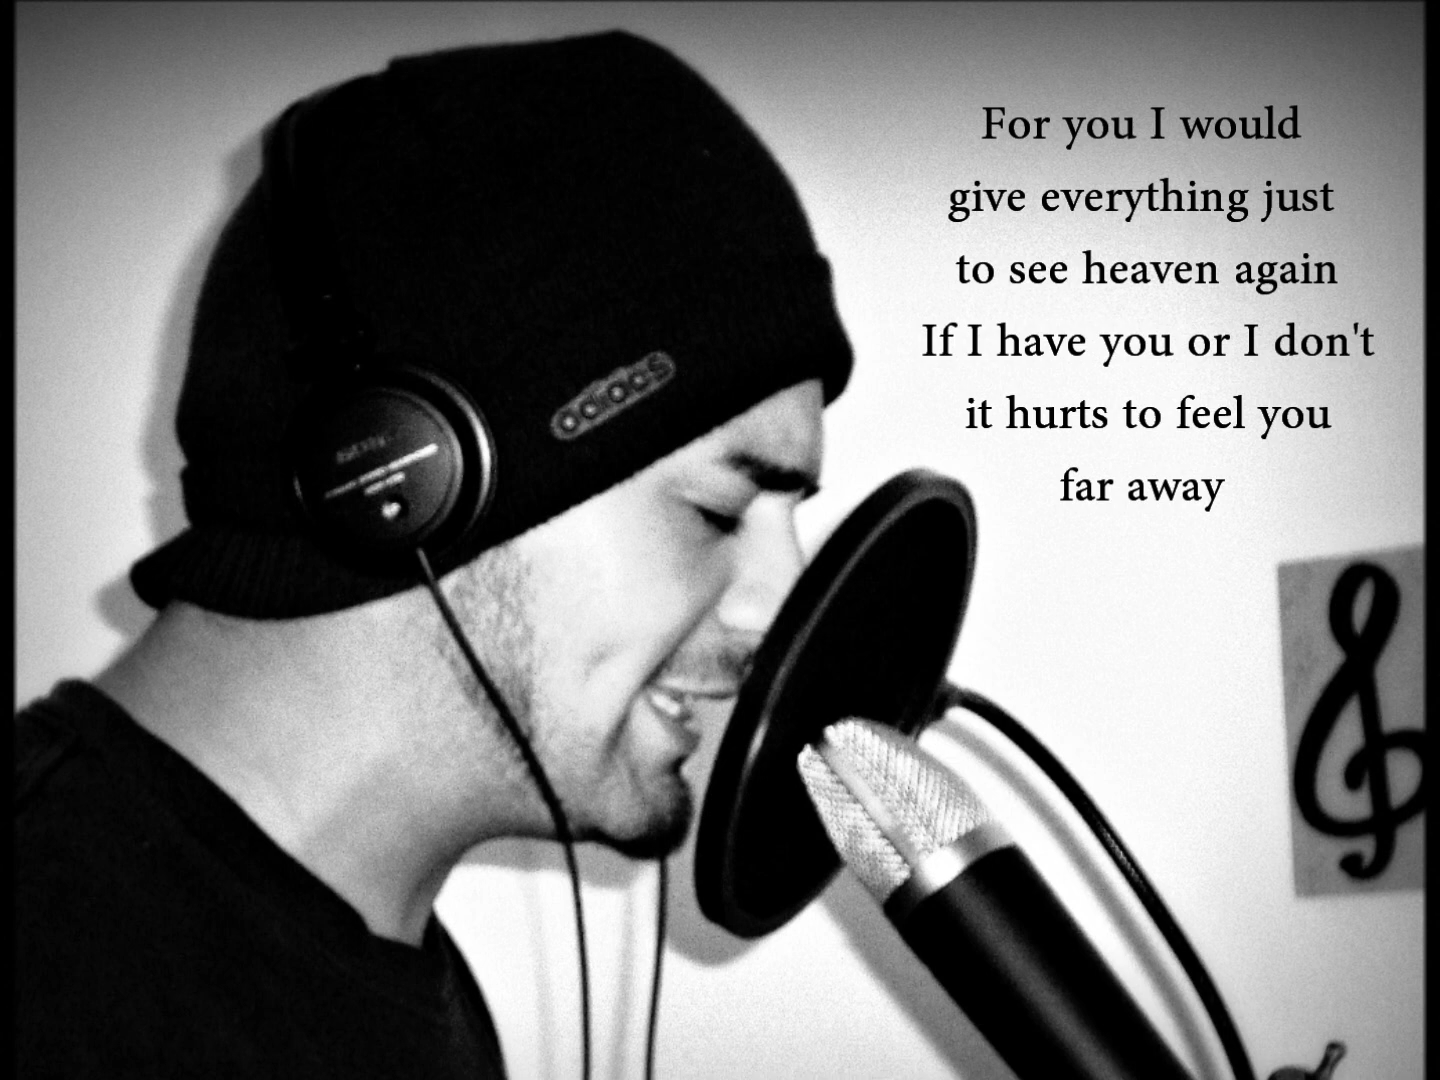 For you I would
give everything just
to see heaven again
If I have you or I don't
it hurts to feel you
far away
adidas